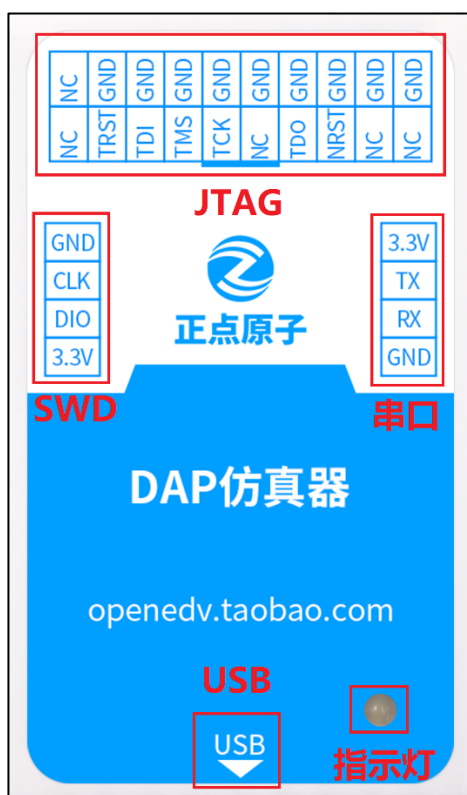 NC GND GND GND GND GND GND GND GND GND
NC TRST TDI TMS TCK NC TDO NRST NC NC
JTAG
GND
CLK
DIO
3.3V
SWD
正点原子
3.3V
TX
RX
GND
串口
DAP仿真器
openedv.taobao.com
USB
USB
指示灯